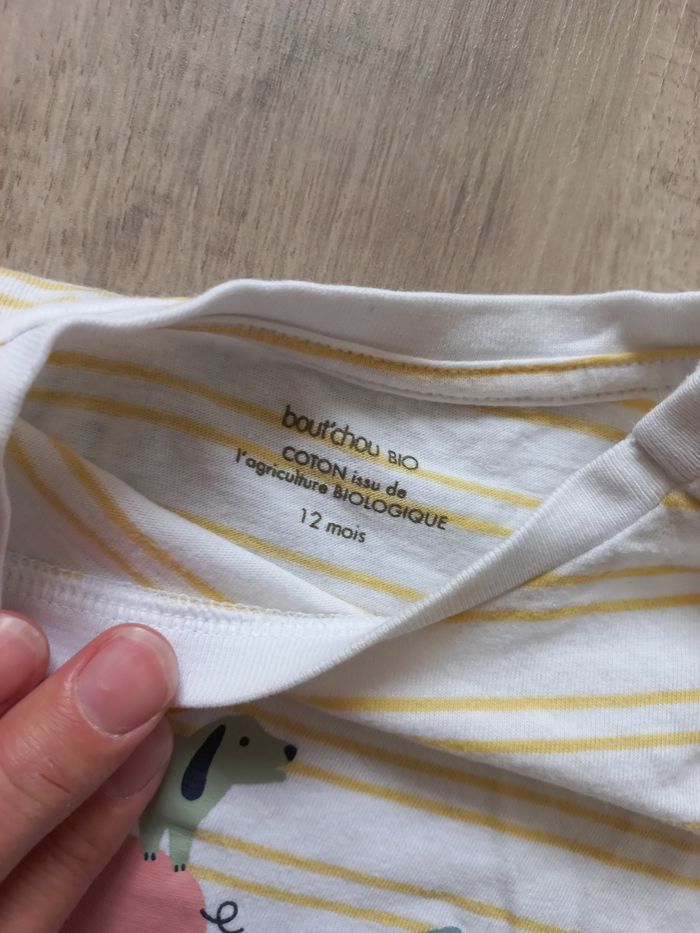 bout'chou BIO
COTON issu de
l'agriculture BIOLOGIQUE
12 mois